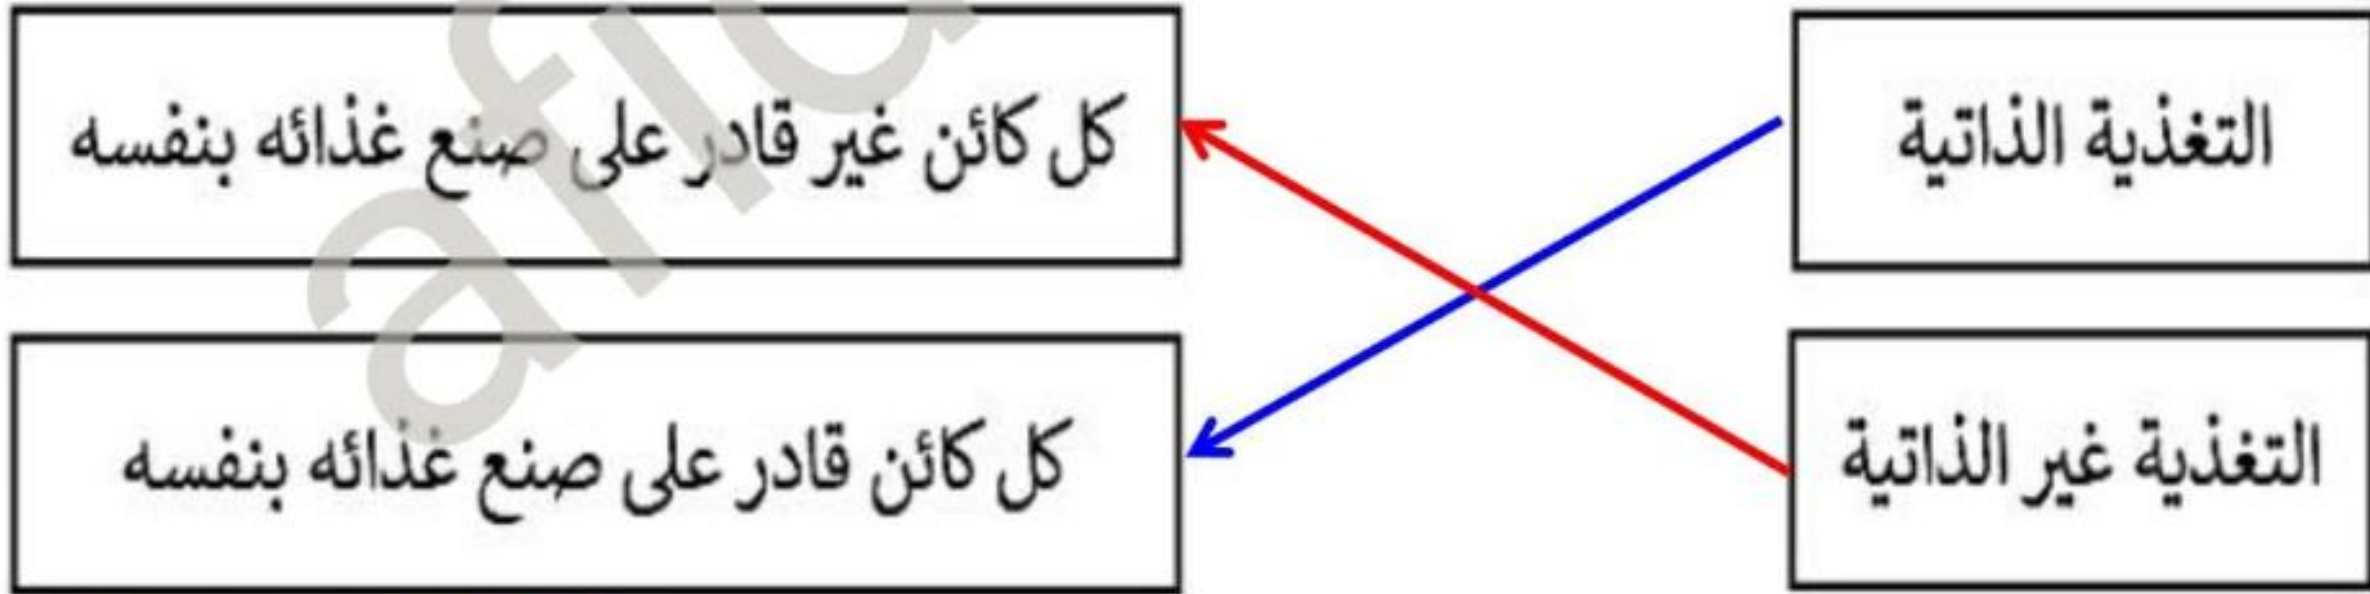 التغذية الذاتية
كل كائن غير قادر على صنع غذائه بنفسه
التغذية غير الذاتية
كل كائن قادر على صنع غذائه بنفسه